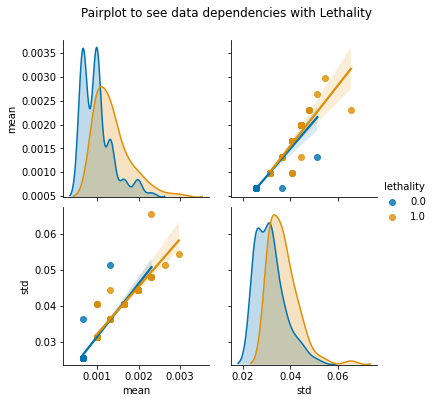 Pairplot to see data dependencies with Lethality
0.0035
0.0030
0.0025
0.0020
0.0015
0.0010
0.0005
mean
lethality
0.0
1.0
0.06
0.05
0.04
0.03
std
0.001 0.002 0.003
mean
0.02 0.04 0.06
std